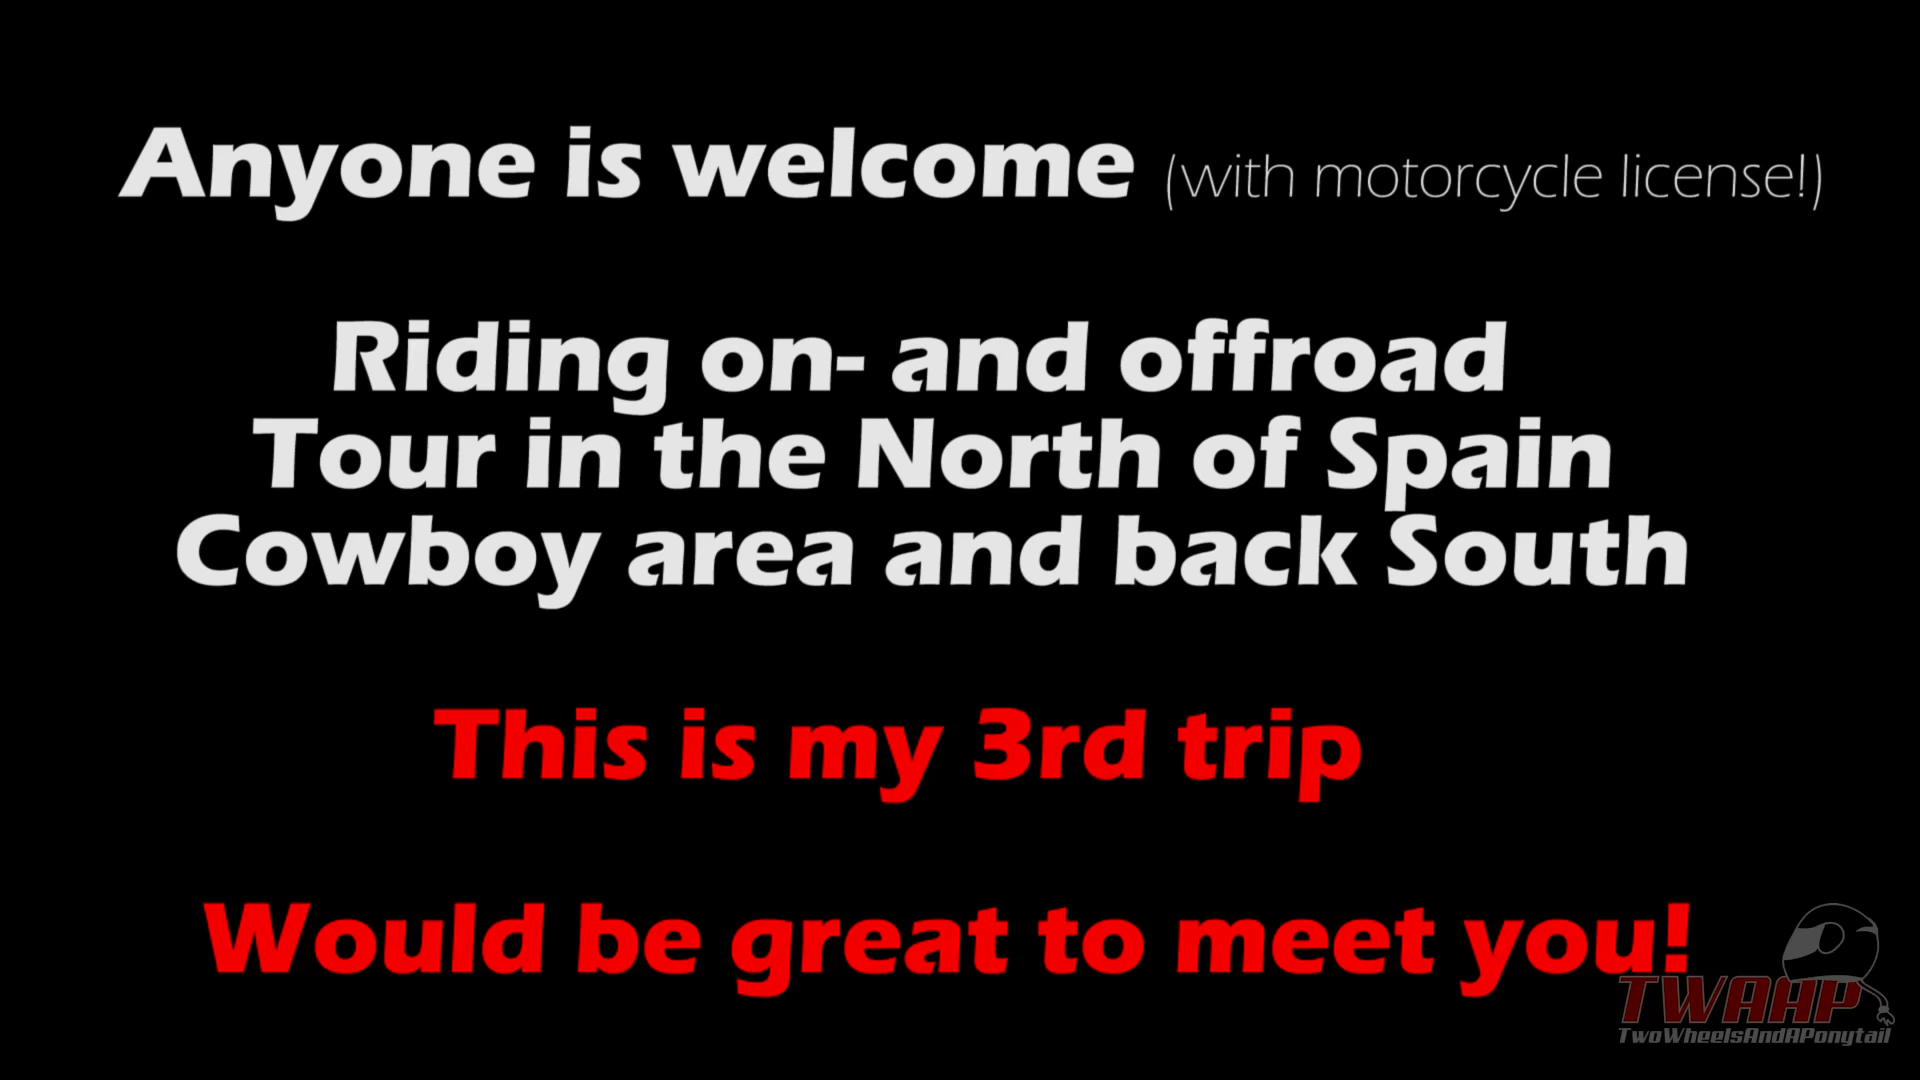 Anyone is welcome (with motorcycle license!)
Riding on- and offroad
Tour in the North of Spain
Cowboy area and back South
This is my 3rd trip
Would be great to meet you!
TWAAP
TwoWheelsAndAPonytail